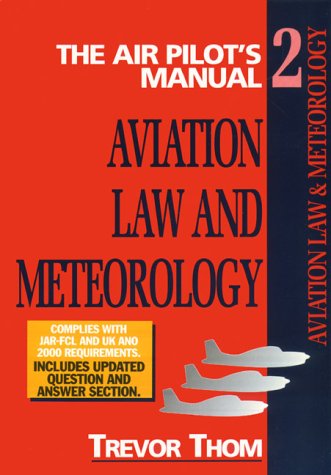 THE AIR PILOT'S
MANUAL
2
AVIATION
LAW AND
METEOROLOGY
AVIATION LAW & METEOROLOGY
COMPLIES WITH
JAR-FCL AND UK ANO
2000 REQUIREMENTS.
INCLUDES UPDATED
QUESTION AND
ANSWER SECTION.
TREVOR THOM